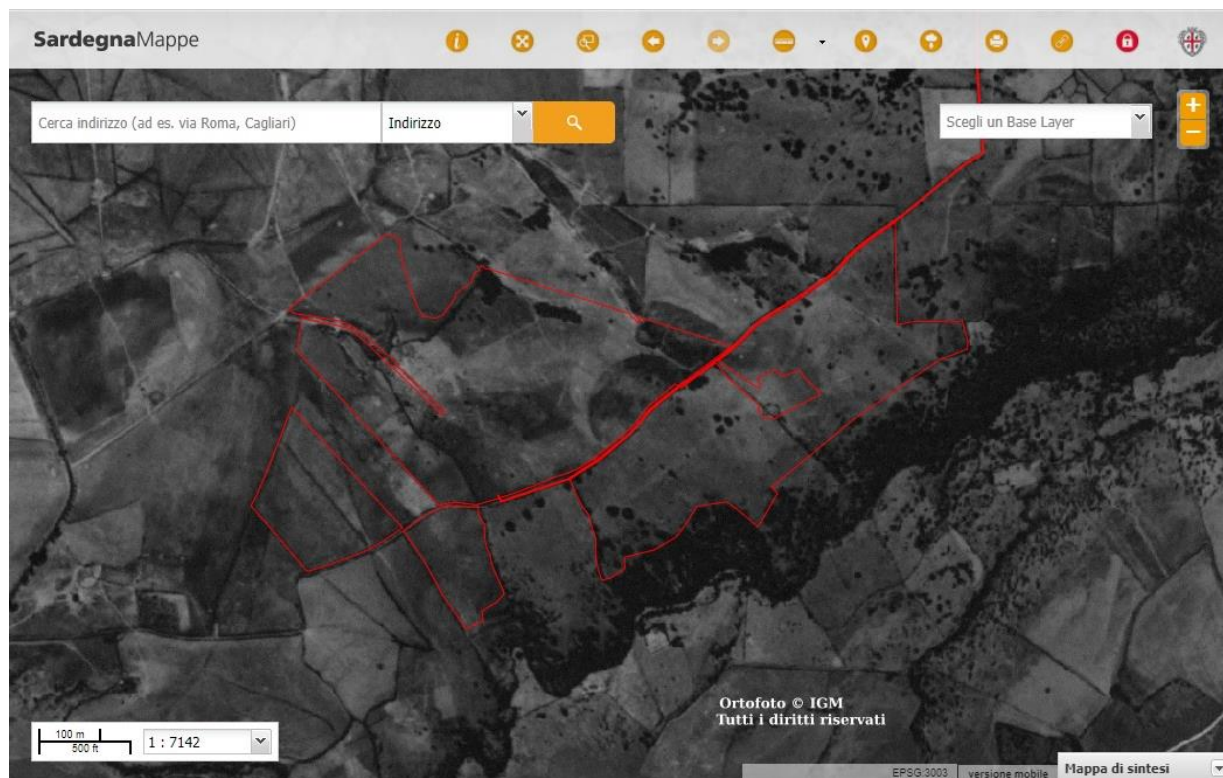 SardegnaMappe
Cerca indirizzo (ad es. via Roma, Cagliari)
Indirizzo
Scegli un Base Layer
+
−
Ortofoto © IGM
Tutti i diritti riservati
100 m
500 ft
1 : 7142
EPSG:3003
versione mobile
Mappa di sintesi